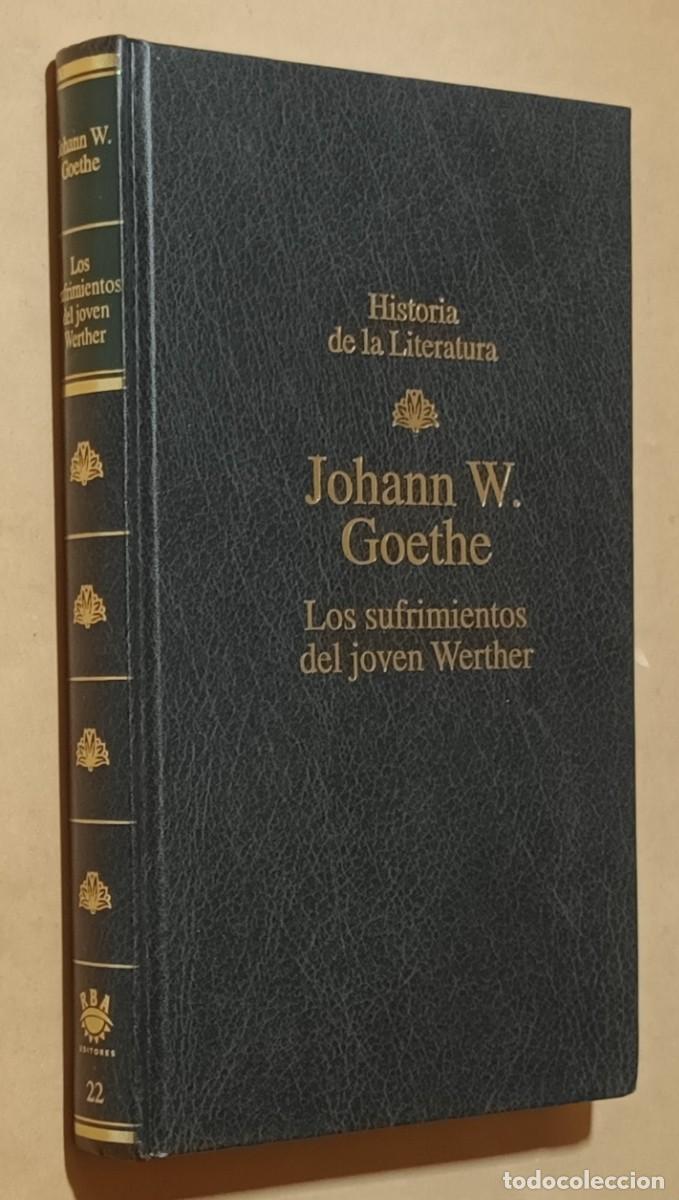 Johann W.
Goethe
Los
sufrimientos
del joven
Werther
RBA
EDITORES
22
Historia
de la Literatura
Johann W.
Goethe
Los sufrimientos
del joven Werther
todocoleccion